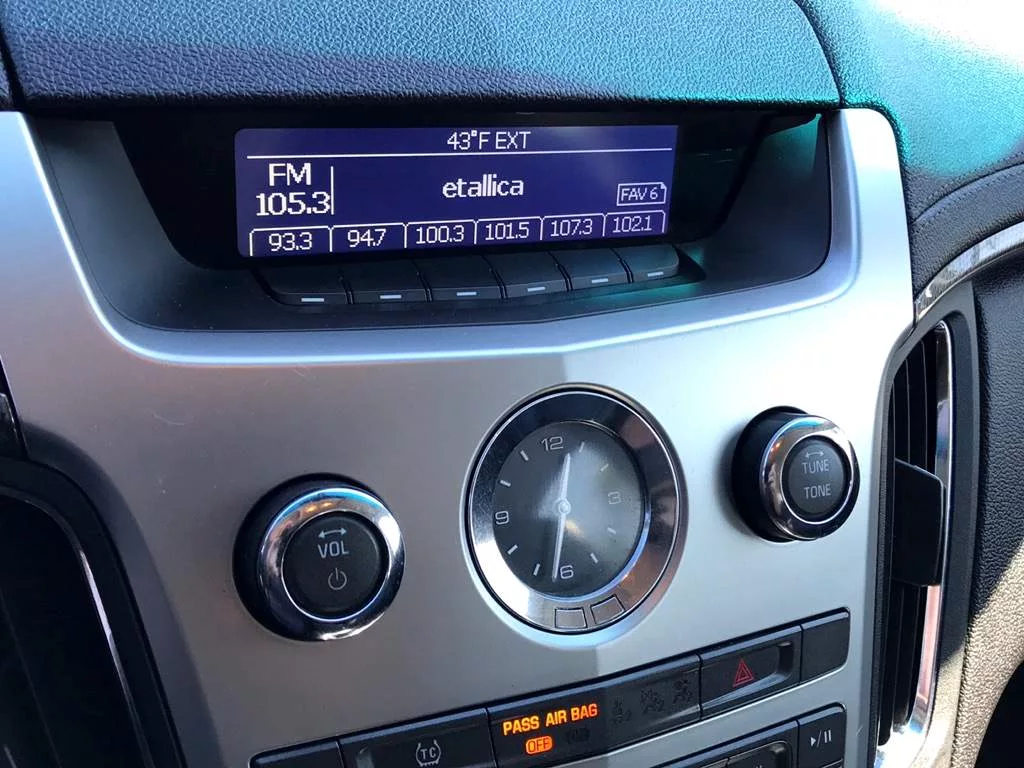 43°F EXT
FM
105.3
etallica
FAV 6
93.3 94.7 100.3 101.5 107.3 102.1
12
3
9
6
VOL
TUNE
TONE
PASS AIR BAG
OFF
TC